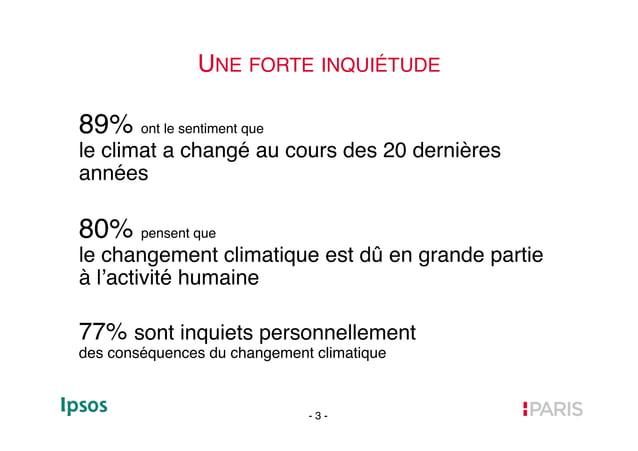 UNE FORTE INQUIÉTUDE
89% ont le sentiment que
le climat a changé au cours des 20 dernières
années
80% pensent que
le changement climatique est dû en grande partie
à l’activité humaine
77% sont inquiets personnellement
des conséquences du changement climatique
Ipsos
- 3 -
PARIS